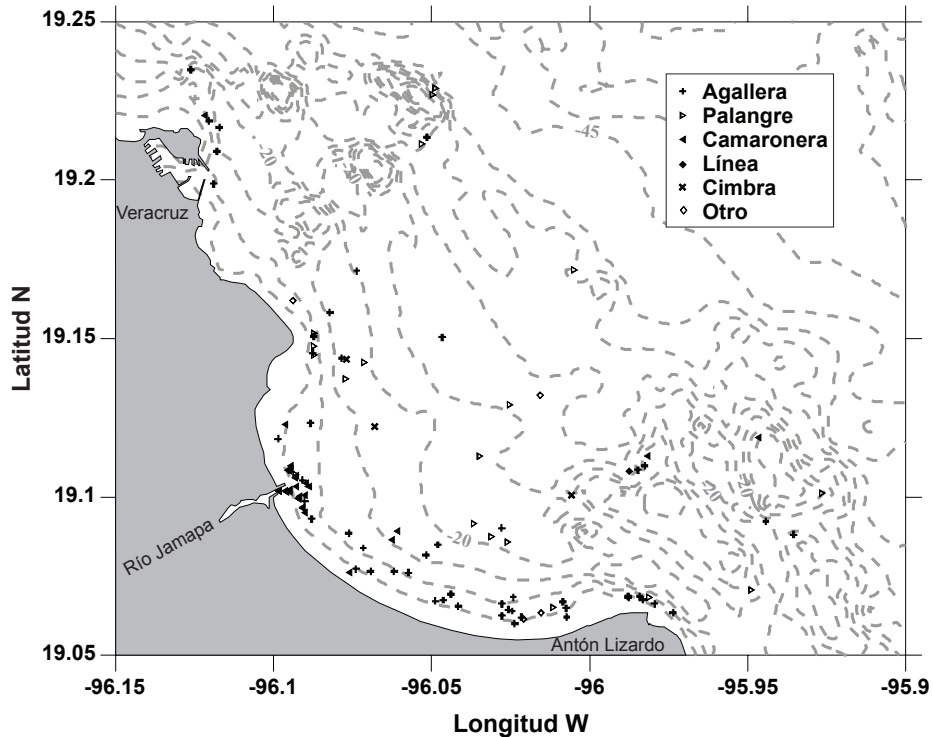 19.25
19.2
19.15
19.1
19.05
Latitud N
-96.15
-96.1
-96.05
-96
-95.95
-95.9
Longitud W
Agallera
Palangre
Camaronera
Línea
Cimbra
Otro
-45
-20
Veracruz
Río Jamapa
-20
-20
Antón Lizardo